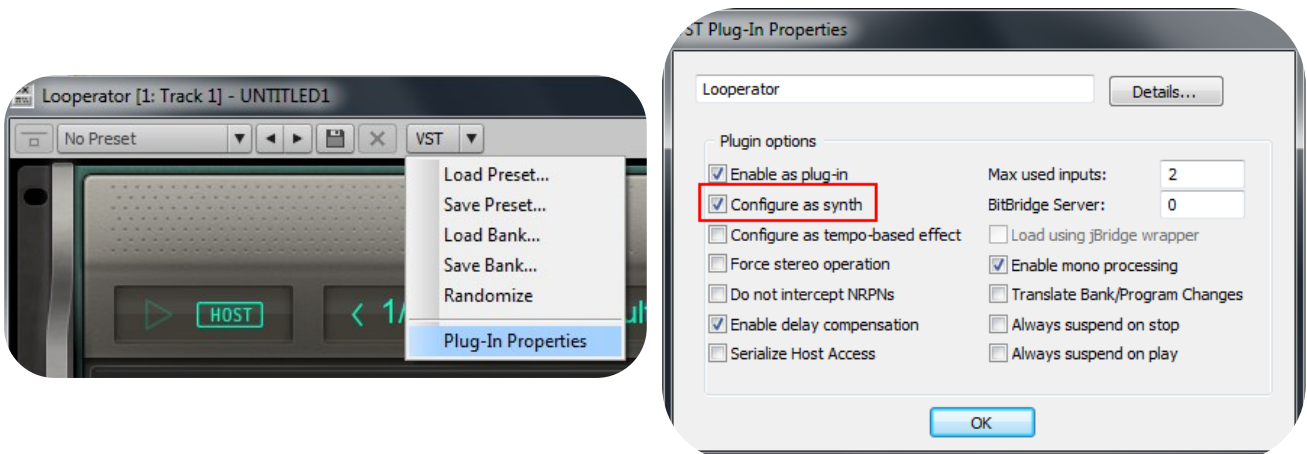 Looperator [1: Track 1] - UNTITLED1
No Preset
VST
Load Preset...
Save Preset...
Load Bank...
Save Bank...
Randomize
Plug-In Properties
HOST
1/
ST Plug-In Properties
Looperator
Details...
Plugin options
Enable as plug-in
Configure as synth
Configure as tempo-based effect
Force stereo operation
Do not intercept NRPNs
Enable delay compensation
Serialize Host Access
Max used inputs: 2
BitBridge Server: 0
Load using jBridge wrapper
Enable mono processing
Translate Bank/Program Changes
Always suspend on stop
Always suspend on play
OK